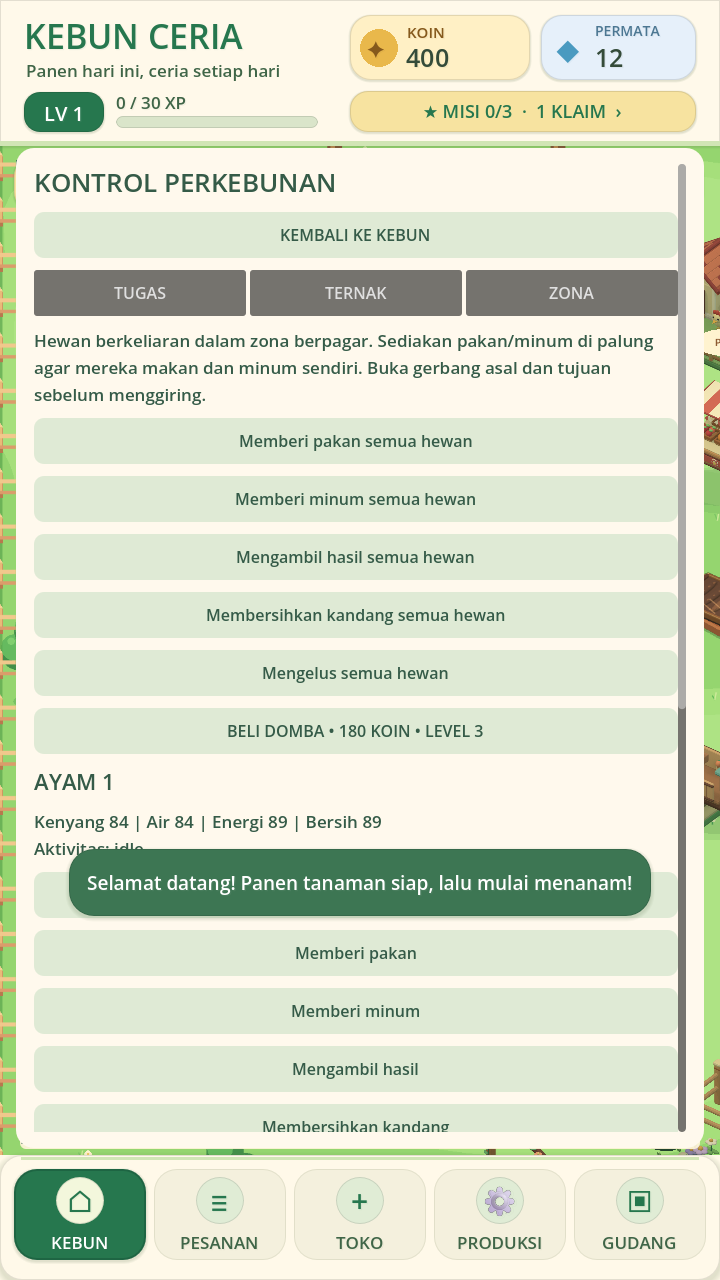 KEBUN CERIA
Panen hari ini, ceria setiap hari
KOIN
400
PERMATA
12
LV 1
0 / 30 XP
★ MISI 0/3 · 1 KLAIM ›
KONTROL PERKEBUNAN
KEMBALI KE KEBUN
TUGAS
TERNAK
ZONA
Hewan berkeliaran dalam zona berpagar. Sediakan pakan/minum di palung
agar mereka makan dan minum sendiri. Buka gerbang asal dan tujuan
sebelum menggiring.
Memberi pakan semua hewan
Memberi minum semua hewan
Mengambil hasil semua hewan
Membersihkan kandang semua hewan
Mengelus semua hewan
BELI DOMBA • 180 KOIN • LEVEL 3
AYAM 1
Kenyang 84 | Air 84 | Energi 89 | Bersih 89
Aktivitas: idle
Selamat datang! Panen tanaman siap, lalu mulai menanam!
Memberi pakan
Memberi minum
Mengambil hasil
Membersihkan kandang
KEBUN
PESANAN
TOKO
PRODUKSI
GUDANG